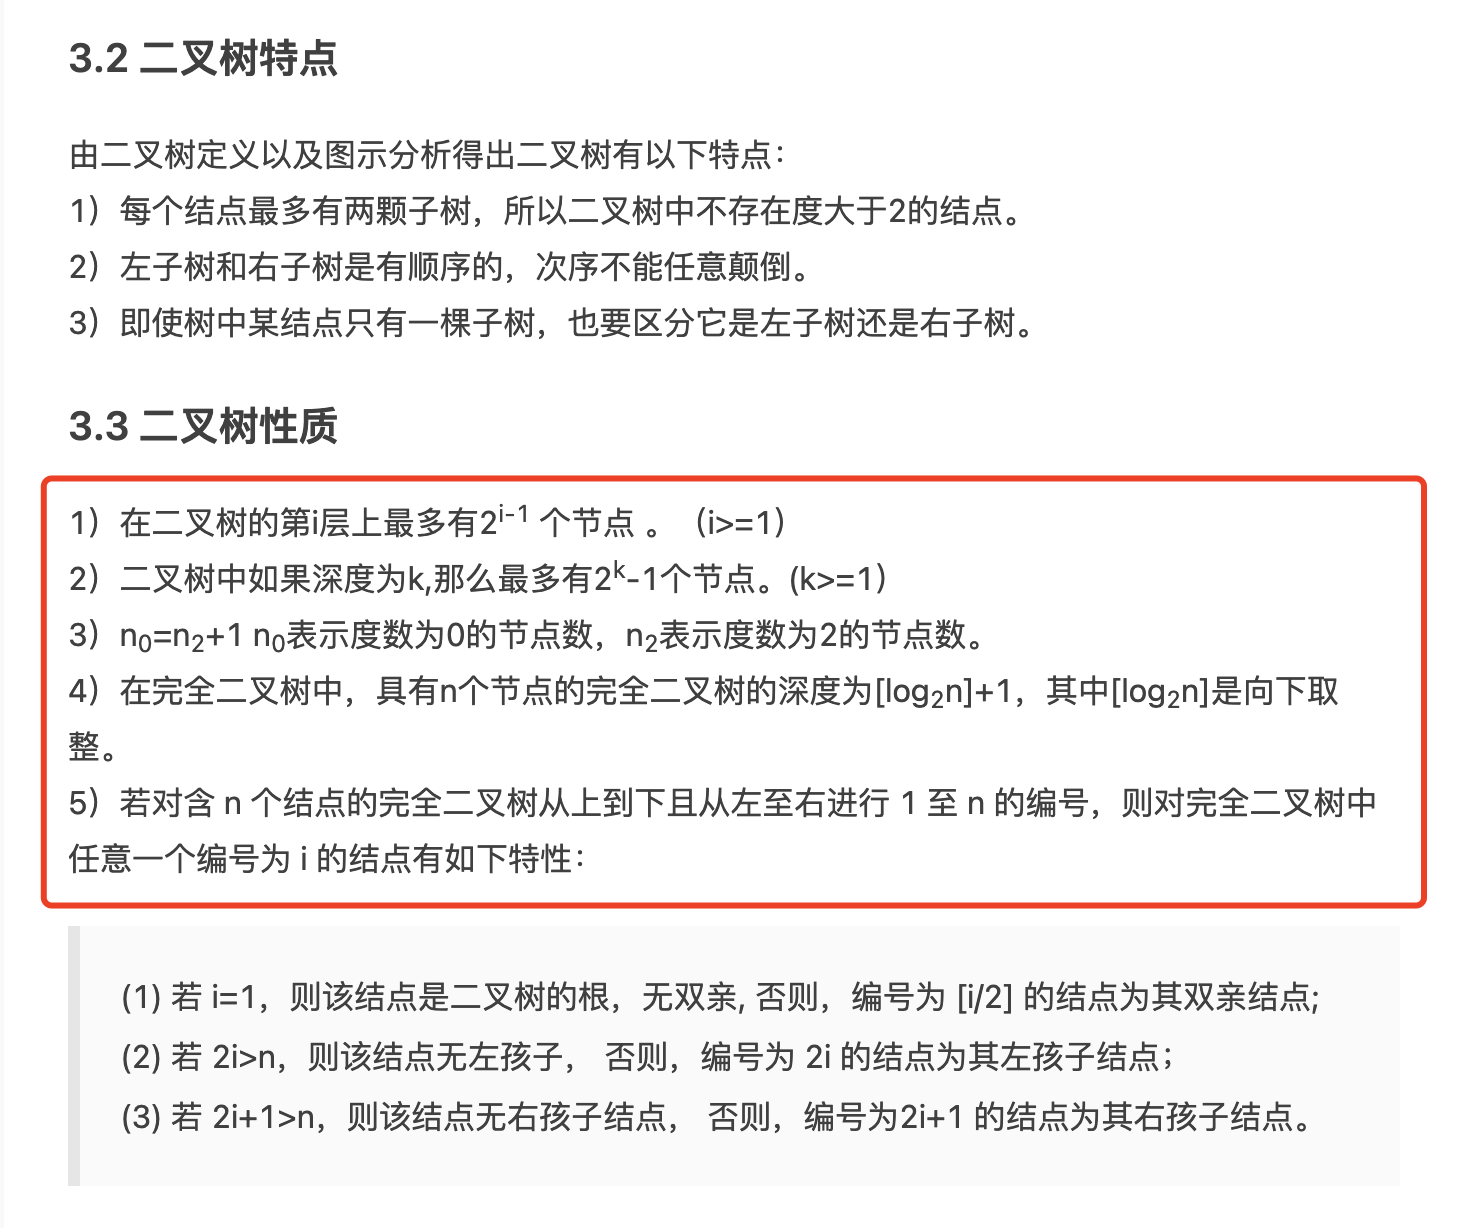 3.2 二叉树特点
由二叉树定义以及图示分析得出二叉树有以下特点：
1）每个结点最多有两颗子树，所以二叉树中不存在度大于2的结点。
2）左子树和右子树是有顺序的，次序不能任意颠倒。
3）即使树中某结点只有一棵子树，也要区分它是左子树还是右子树。
3.3 二叉树性质
1）在二叉树的第i层上最多有2^{i-1} 个节点 。（i>=1）
2）二叉树中如果深度为k,那么最多有2^{k}-1个节点。(k>=1）
3）n₀=n₂+1 n₀表示度数为0的节点数，n₂表示度数为2的节点数。
4）在完全二叉树中，具有n个节点的完全二叉树的深度为[log₂n]+1，其中[log₂n]是向下取
整。
5）若对含 n 个结点的完全二叉树从上到下且从左至右进行 1 至 n 的编号，则对完全二叉树中
任意一个编号为 i 的结点有如下特性：
(1) 若 i=1，则该结点是二叉树的根，无双亲, 否则，编号为 [i/2] 的结点为其双亲结点;
(2) 若 2i>n，则该结点无左孩子， 否则，编号为 2i 的结点为其左孩子结点；
(3) 若 2i+1>n，则该结点无右孩子结点， 否则，编号为2i+1 的结点为其右孩子结点。